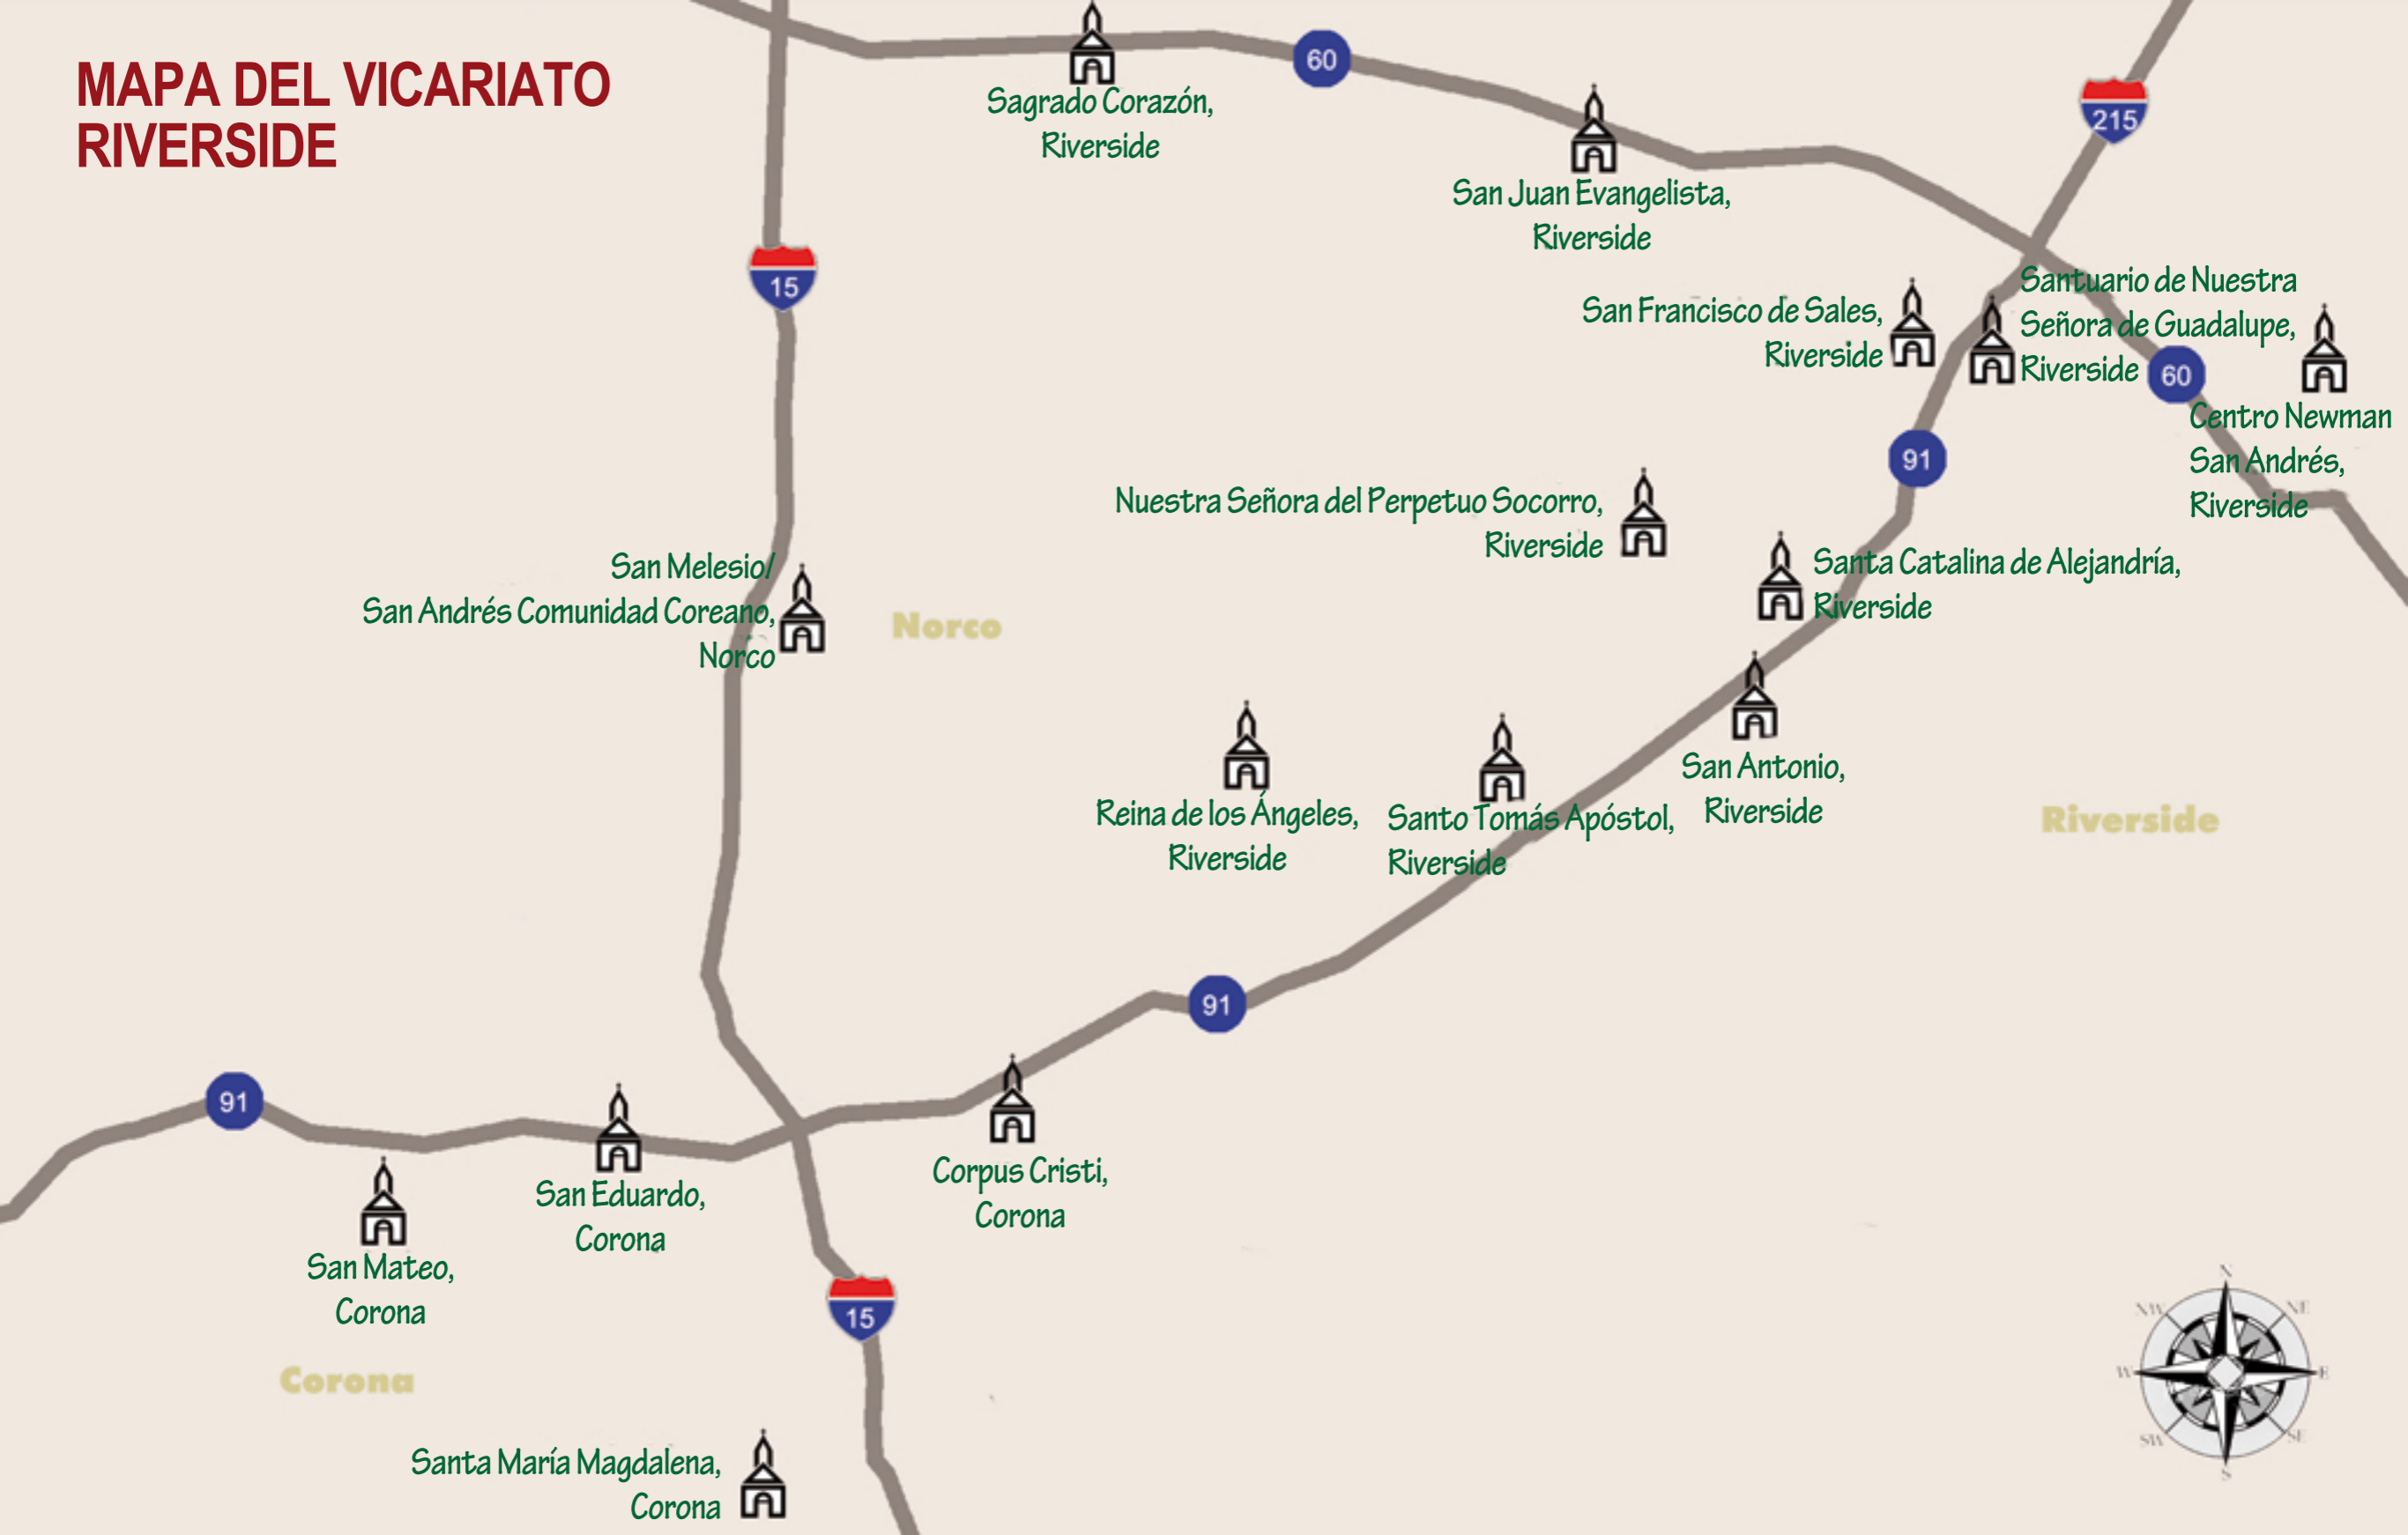 MAPA DEL VICARIATO
RIVERSIDE
Sagrado Corazón,
Riverside
60
215
San Juan Evangelista,
Riverside
15
San Francisco de Sales,
Riverside
Santuario de Nuestra
Señora de Guadalupe,
Riverside
60
Centro Newman
San Andrés,
Riverside
91
Nuestra Señora del Perpetuo Socorro,
Riverside
Santa Catalina de Alejandría,
Riverside
San Melesio/
San Andrés Comunidad Coreano,
Norco
Norco
San Antonio,
Riverside
Reina de los Ángeles,
Riverside
Santo Tomás Apóstol,
Riverside
Riverside
91
91
San Eduardo,
Corona
Corpus Cristi,
Corona
San Mateo,
Corona
15
Corona
Santa María Magdalena,
Corona
N
NW
NE
W
E
SW
SE
S